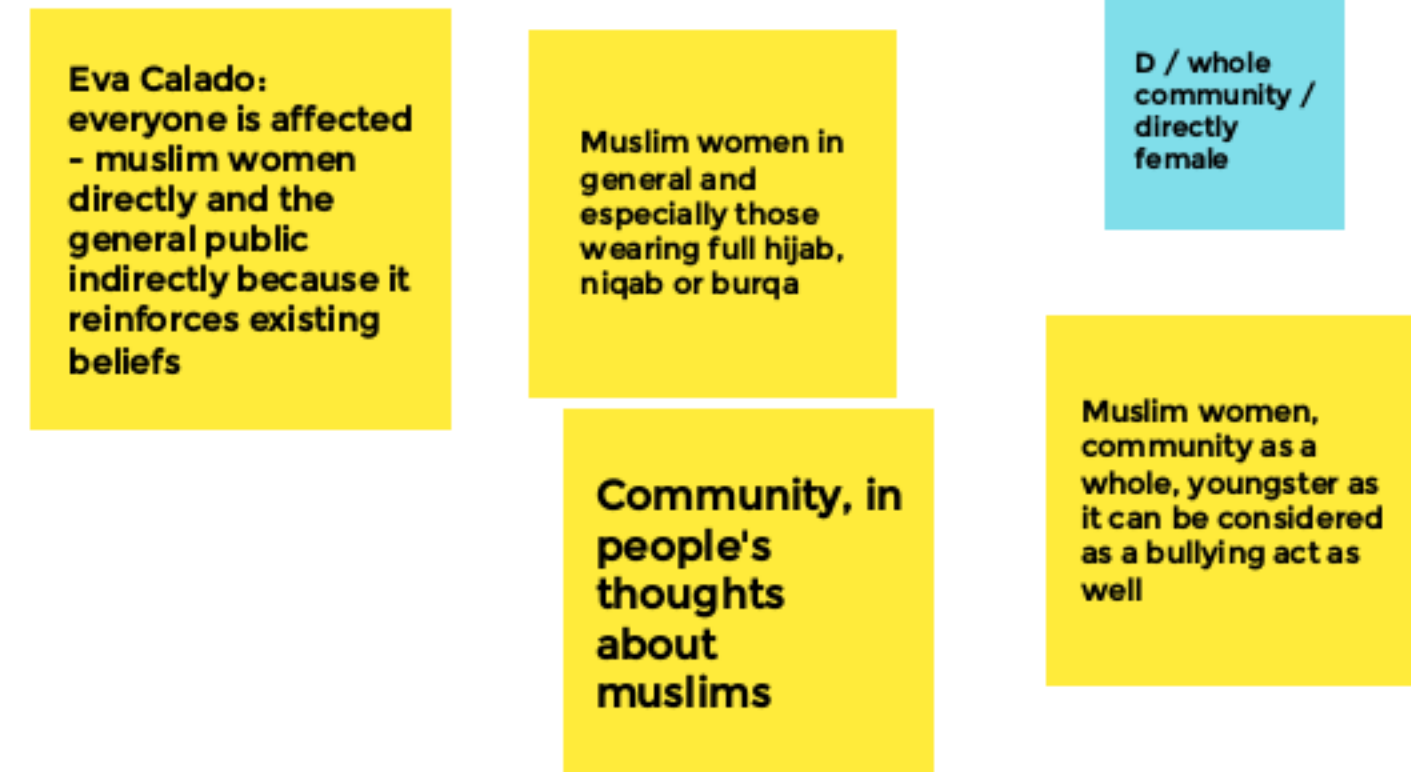 Eva Calado:
everyone is affected
- muslim women
directly and the
general public
indirectly because it
reinforces existing
beliefs
Muslim women in
general and
especially those
wearing full hijab,
niqab or burqa
D / whole
community /
directly
female
Community, in
people's
thoughts
about
muslims
Muslim women,
community as a
whole, youngster as
it can be considered
as a bullying act as
well